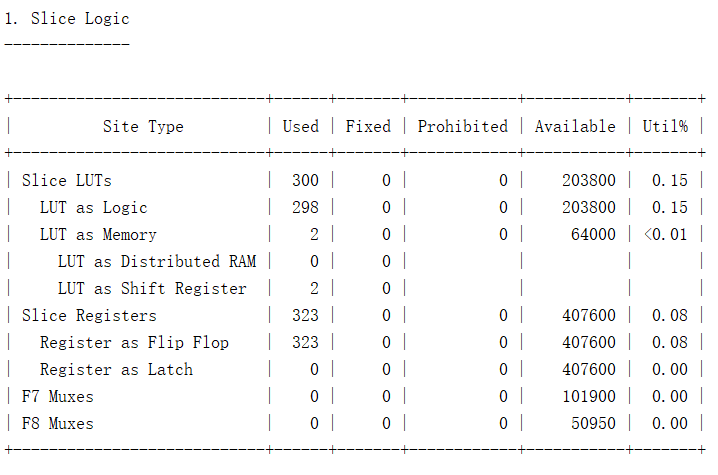 1. Slice Logic
--------------
+----------------------------+------+-------+------------+-----------+-------+
|          Site Type         | Used | Fixed | Prohibited | Available | Util% |
+----------------------------+------+-------+------------+-----------+-------+
| Slice LUTs                 |  300 |     0 |          0 |    203800 |  0.15 |
|   LUT as Logic             |  298 |     0 |          0 |    203800 |  0.15 |
|   LUT as Memory            |    2 |     0 |          0 |     64000 | <0.01 |
|     LUT as Distributed RAM |    0 |     0 |            |           |       |
|     LUT as Shift Register  |    2 |     0 |            |           |       |
| Slice Registers            |  323 |     0 |          0 |    407600 |  0.08 |
|   Register as Flip Flop    |  323 |     0 |          0 |    407600 |  0.08 |
|   Register as Latch        |    0 |     0 |          0 |    407600 |  0.00 |
| F7 Muxes                   |    0 |     0 |          0 |    101900 |  0.00 |
| F8 Muxes                   |    0 |     0 |          0 |     50950 |  0.00 |
+----------------------------+------+-------+------------+-----------+-------+